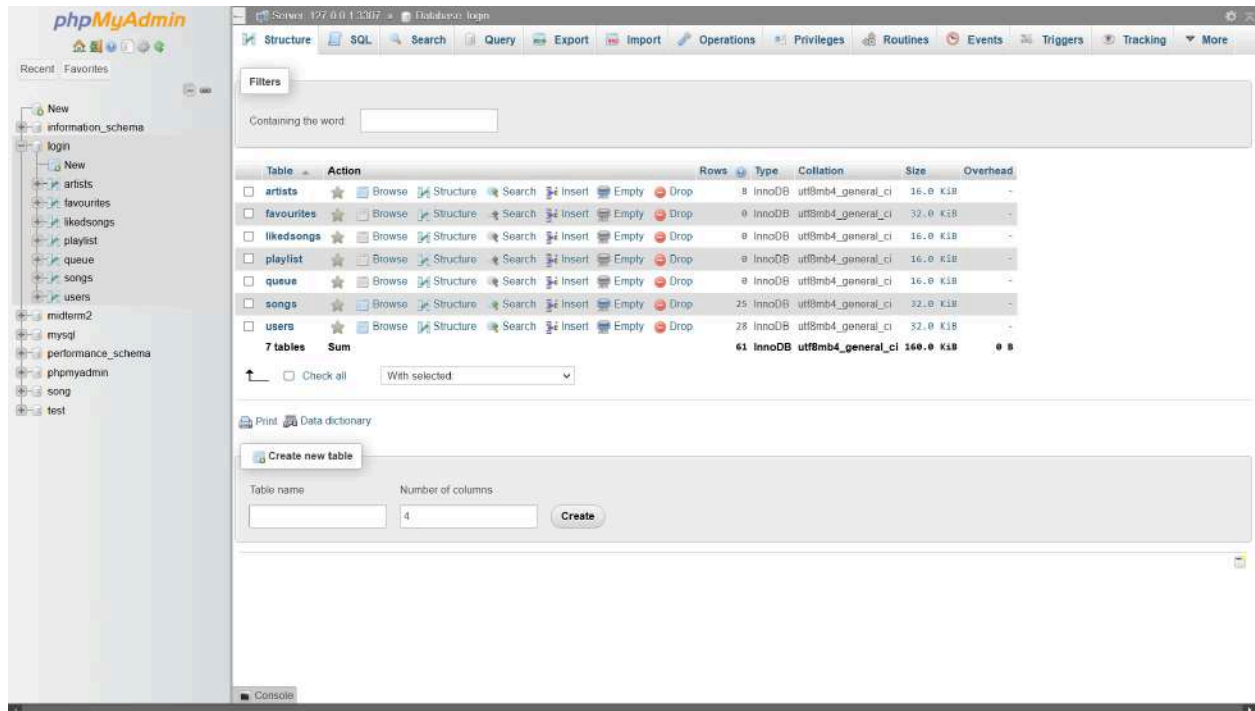 phpMyAdmin
Recent Favorites
New
information_schema
login
New
artists
favourites
likedsongs
playlist
queue
songs
users
midterm2
mysql
performance_schema
phpmyadmin
song
test
Server: 127.0.0.1:3307 » Database: login
Structure SQL Search Query Export Import Operations Privileges Routines Events Triggers Tracking More
Filters
Containing the word:
Table Action Rows Type Collation Size Overhead
artists Browse Structure Search Insert Empty Drop 8 InnoDB utf8mb4_general_ci 16.0 KiB -
favourites Browse Structure Search Insert Empty Drop 0 InnoDB utf8mb4_general_ci 32.0 KiB -
likedsongs Browse Structure Search Insert Empty Drop 0 InnoDB utf8mb4_general_ci 16.0 KiB -
playlist Browse Structure Search Insert Empty Drop 0 InnoDB utf8mb4_general_ci 16.0 KiB -
queue Browse Structure Search Insert Empty Drop 0 InnoDB utf8mb4_general_ci 16.0 KiB -
songs Browse Structure Search Insert Empty Drop 25 InnoDB utf8mb4_general_ci 32.0 KiB -
users Browse Structure Search Insert Empty Drop 28 InnoDB utf8mb4_general_ci 32.0 KiB -
7 tables Sum 61 InnoDB utf8mb4_general_ci 160.0 KiB 0 B
Check all With selected:
Print Data dictionary
Create new table
Table name Number of columns
4 Create
Console